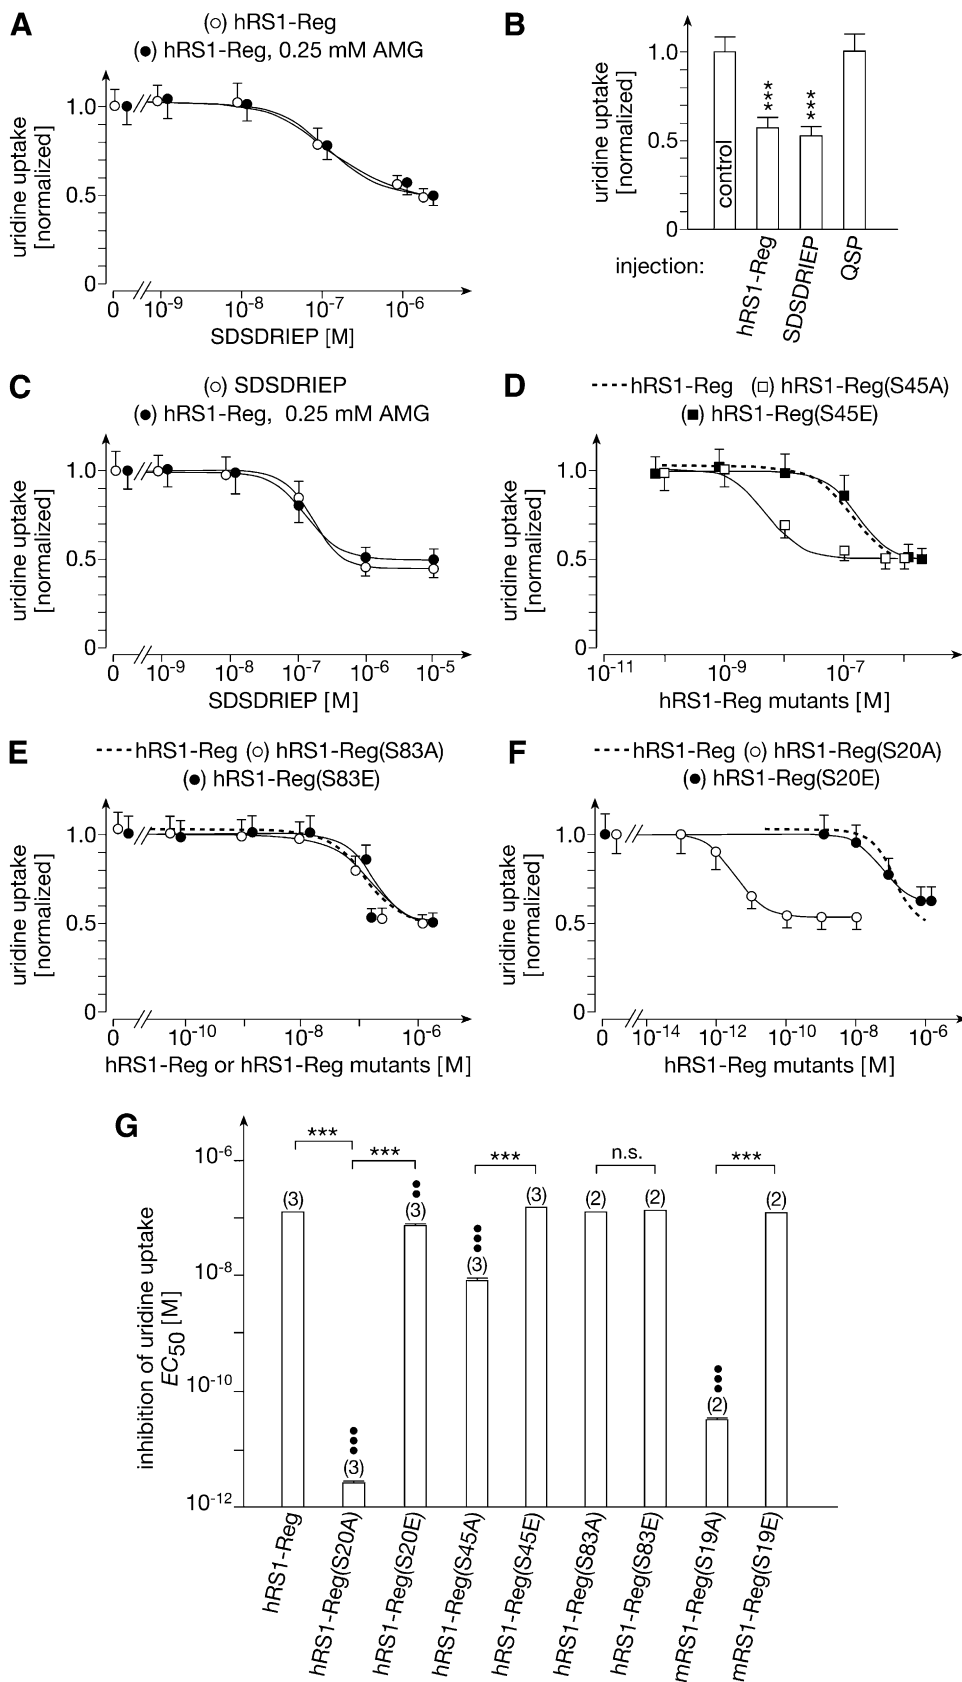 A
(○) hRS1-Reg
(●) hRS1-Reg, 0.25 mM AMG
uridine uptake
[normalized]
1.0
0.5
0
0 10-9 10-8 10-7 10-6
SDSDRIEP [M]
B
uridine uptake
[normalized]
1.0
0.5
0
***
***
control
injection:
hRS1-Reg
SDSDRIEP
QSP
C
(○) SDSDRIEP
(●) hRS1-Reg, 0.25 mM AMG
uridine uptake
[normalized]
1.0
0.5
0
0 10-9 10-8 10-7 10-6 10-5
SDSDRIEP [M]
D
hRS1-Reg (□) hRS1-Reg(S45A)
(■) hRS1-Reg(S45E)
uridine uptake
[normalized]
1.0
0.5
0
10-11 10-9 10-7
hRS1-Reg mutants [M]
E
hRS1-Reg (○) hRS1-Reg(S83A)
(●) hRS1-Reg(S83E)
uridine uptake
[normalized]
1.0
0.5
0
0 10-10 10-8 10-6
hRS1-Reg or hRS1-Reg mutants [M]
F
hRS1-Reg (○) hRS1-Reg(S20A)
(●) hRS1-Reg(S20E)
uridine uptake
[normalized]
1.0
0.5
0
0 10-14 10-12 10-10 10-8 10-6
hRS1-Reg mutants [M]
G
inhibition of uridine uptake
EC50 [M]
10-6
10-8
10-10
10-12
*** *** *** n.s. ***
(3) (3) (3) (3) (3) (2) (2) (2) (2)
hRS1-Reg
hRS1-Reg(S20A)
hRS1-Reg(S20E)
hRS1-Reg(S45A)
hRS1-Reg(S45E)
hRS1-Reg(S83A)
hRS1-Reg(S83E)
mRS1-Reg(S19A)
mRS1-Reg(S19E)